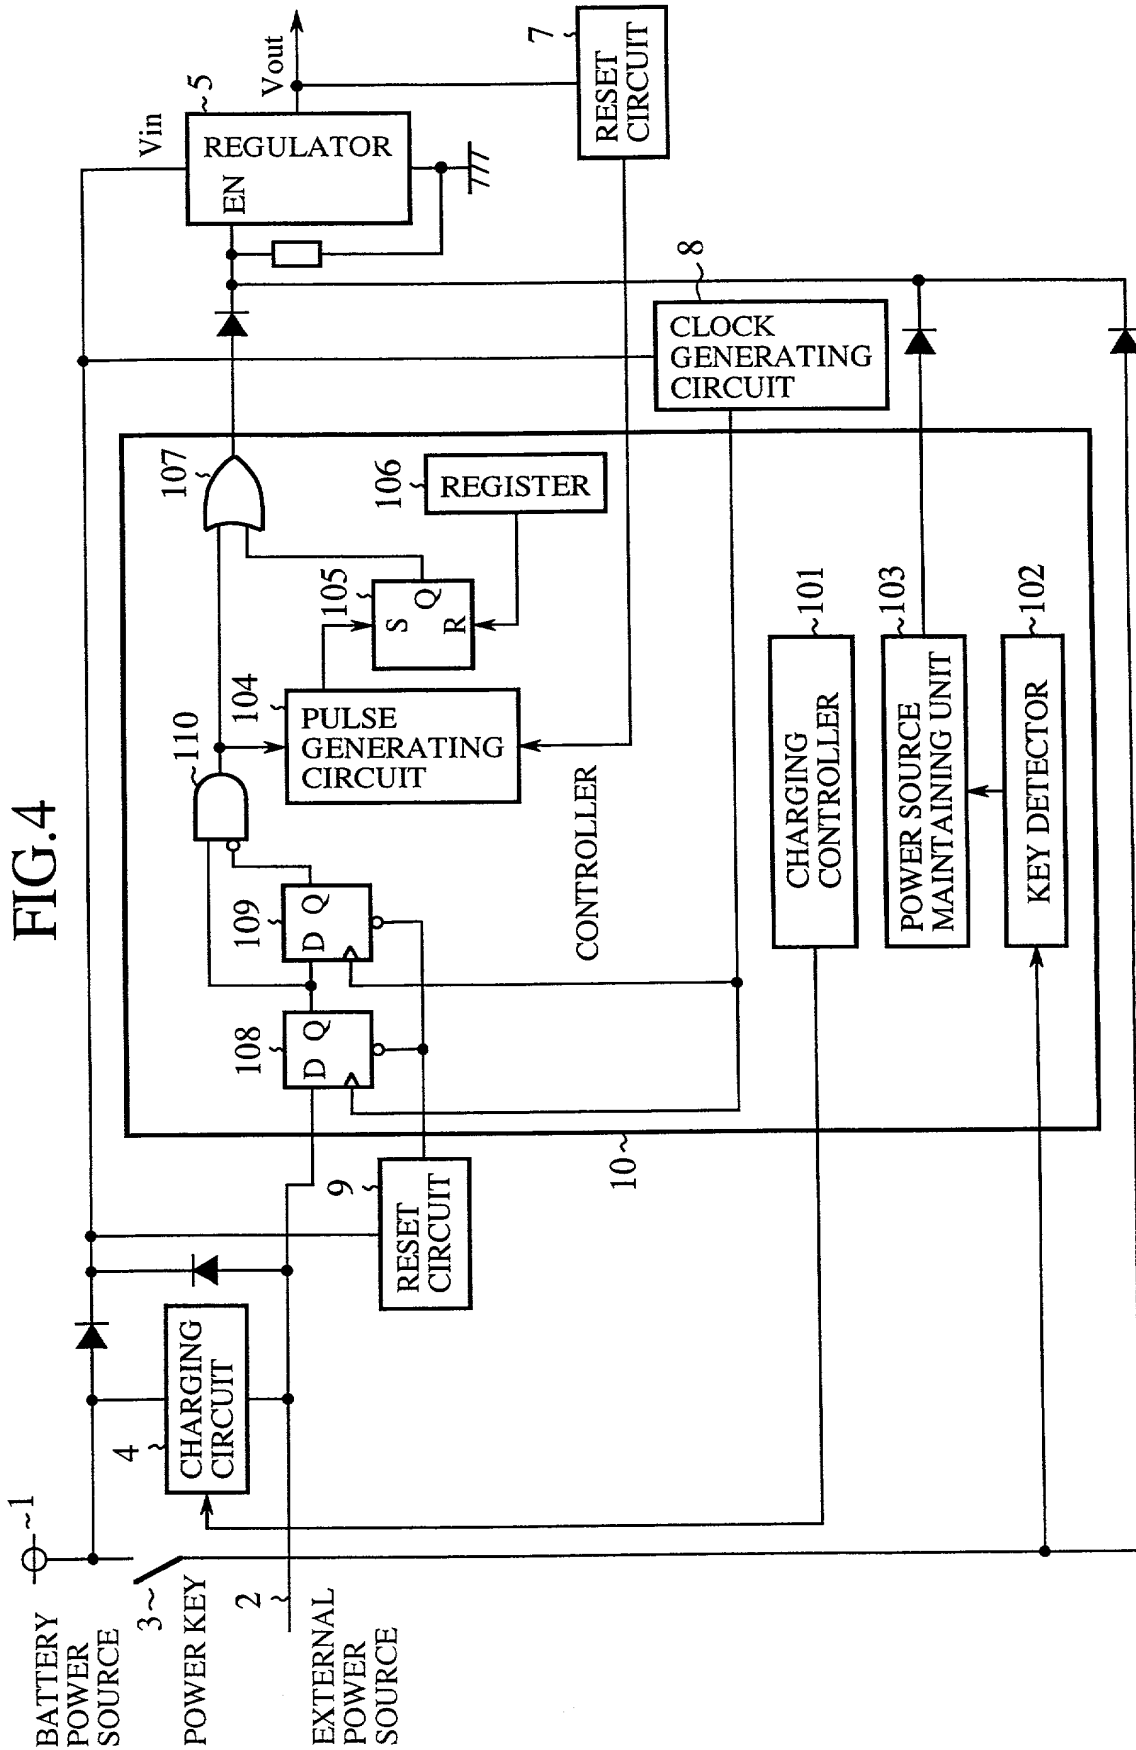 FIG.4
BATTERY
POWER
SOURCE
1
3
POWER KEY
2
EXTERNAL
POWER
SOURCE
4
CHARGING
CIRCUIT
9
RESET
CIRCUIT
10
CONTROLLER
108
D Q
109
D Q
110
104
PULSE
GENERATING
CIRCUIT
105
S
Q
R
106
REGISTER
107
101
CHARGING
CONTROLLER
103
POWER SOURCE
MAINTAINING UNIT
102
KEY DETECTOR
8
CLOCK
GENERATING
CIRCUIT
Vin
5
REGULATOR
EN
Vout
7
RESET
CIRCUIT